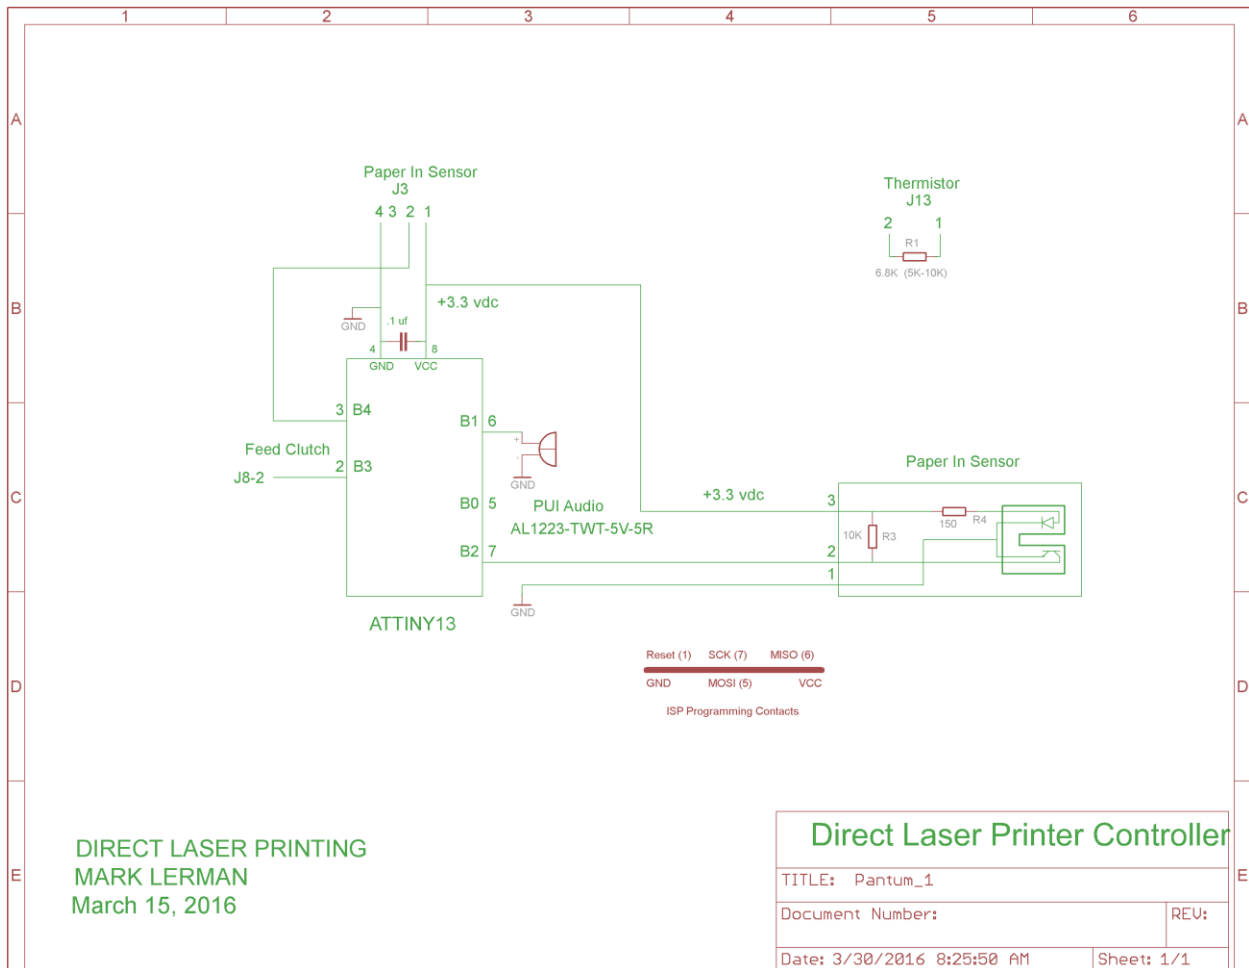 1 2 3 4 5 6
A A
Paper In Sensor
J3
4 3 2 1
Thermistor
J13
2 1
R1
6.8K (5K-10K)
B B
+3.3 vdc
GND
.1 uf
4 8
GND VCC
3 B4
B1 6
+
-
Feed Clutch
2 B3
J8-2
GND
C C
B0 5
PUI Audio
AL1223-TWT-5V-5R
B2 7
ATTINY13
Paper In Sensor
+3.3 vdc
3
150 R4
10K R3
2
1
GND
Reset (1) SCK (7) MISO (6)
GND MOSI (5) VCC
ISP Programming Contacts
D D
DIRECT LASER PRINTING
MARK LERMAN
March 15, 2016
E E
Direct Laser Printer Controller
TITLE: Pantum_1
Document Number:
REV:
Date: 3/30/2016 8:25:50 AM
Sheet: 1/1